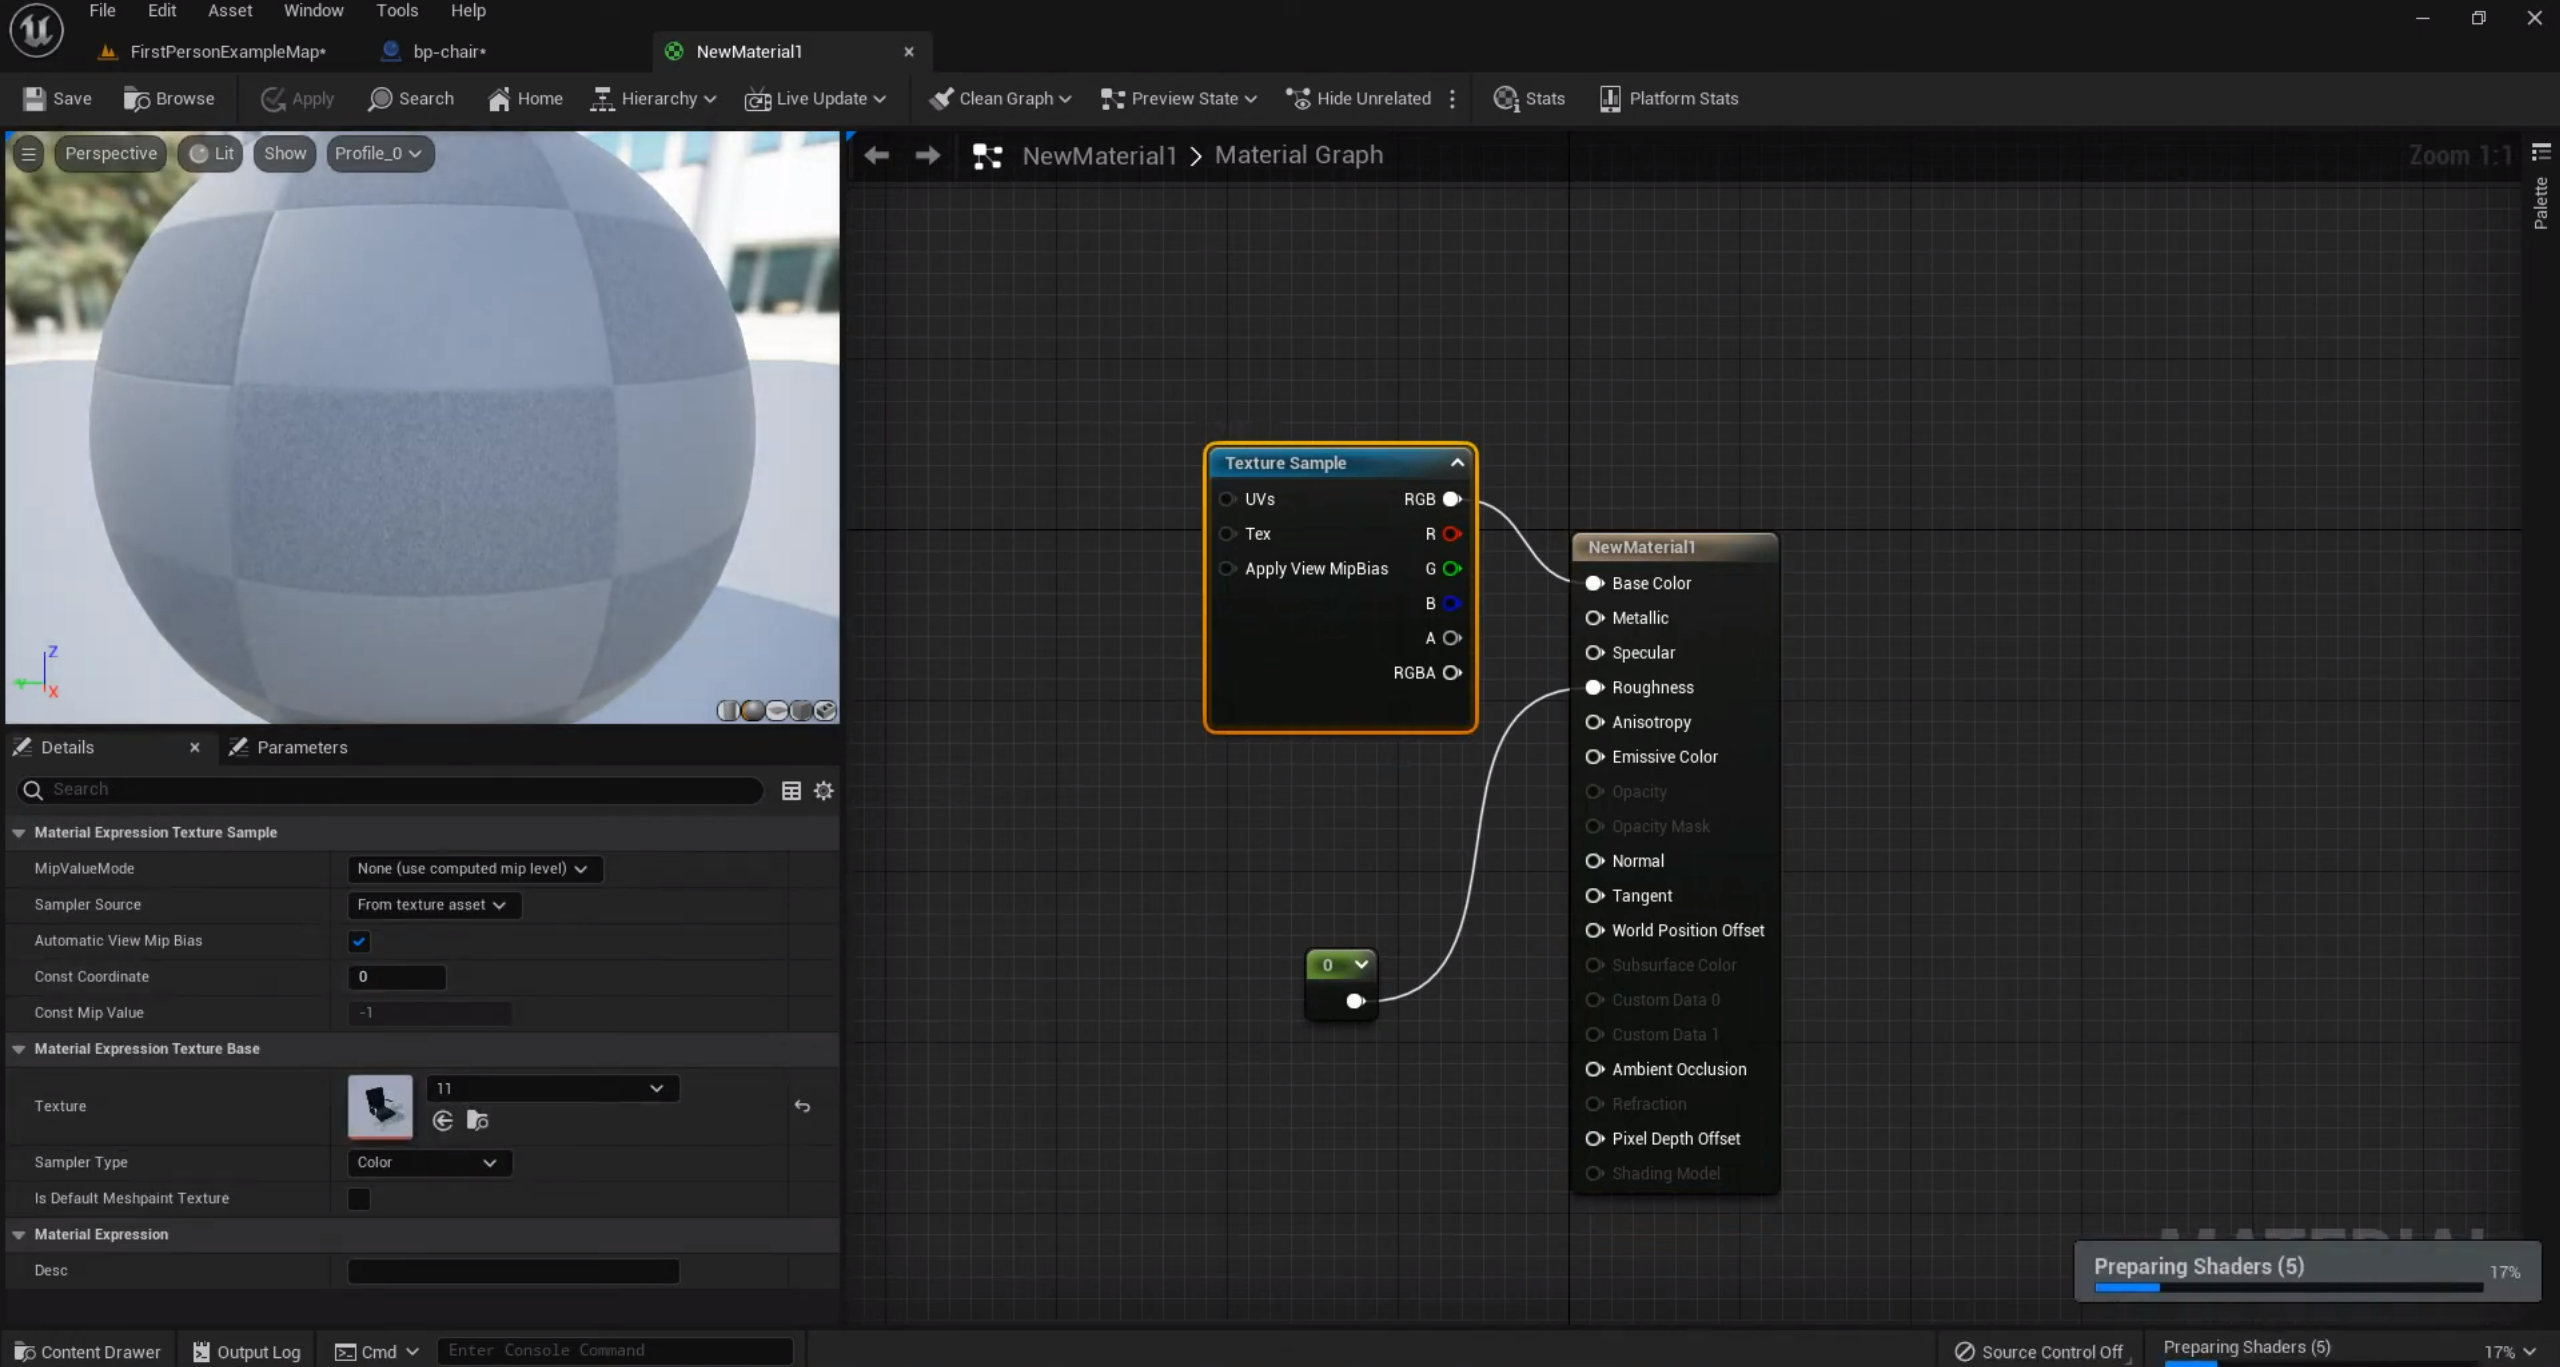 File Edit Asset Window Tools Help
FirstPersonExampleMap* bp-chair* NewMaterial1
Save Browse Apply Search Home Hierarchy Live Update Clean Graph Preview State Hide Unrelated Stats Platform Stats
Perspective Lit Show Profile_0
NewMaterial1 > Material Graph
Zoom 1:1
Palette
Z
Y
X
Texture Sample
UVs RGB
Tex R
Apply View MipBias G
B
A
RGBA
0
NewMaterial1
Base Color
Metallic
Specular
Roughness
Anisotropy
Emissive Color
Opacity
Opacity Mask
Normal
Tangent
World Position Offset
Subsurface Color
Custom Data 0
Custom Data 1
Ambient Occlusion
Refraction
Pixel Depth Offset
Shading Model
Details Parameters
Search
Material Expression Texture Sample
MipValueMode None (use computed mip level)
Sampler Source From texture asset
Automatic View Mip Bias
Const Coordinate 0
Const Mip Value -1
Material Expression Texture Base
Texture 11
Sampler Type Color
Is Default Meshpaint Texture
Material Expression
Desc
MATERIAL
Preparing Shaders (5) 17%
Content Drawer Output Log Cmd Enter Console Command Source Control Off Preparing Shaders (5) 17%